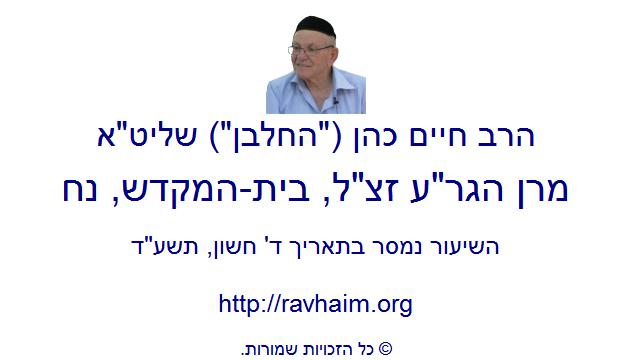 הרב חיים כהן ("החלבן") שליט"א
מרן הגר"ע זצ"ל, בית-המקדש, נח
השיעור נמסר בתאריך ד' חשון, תשע"ד
http://ravhaim.org
© כל הזכויות שמורות.